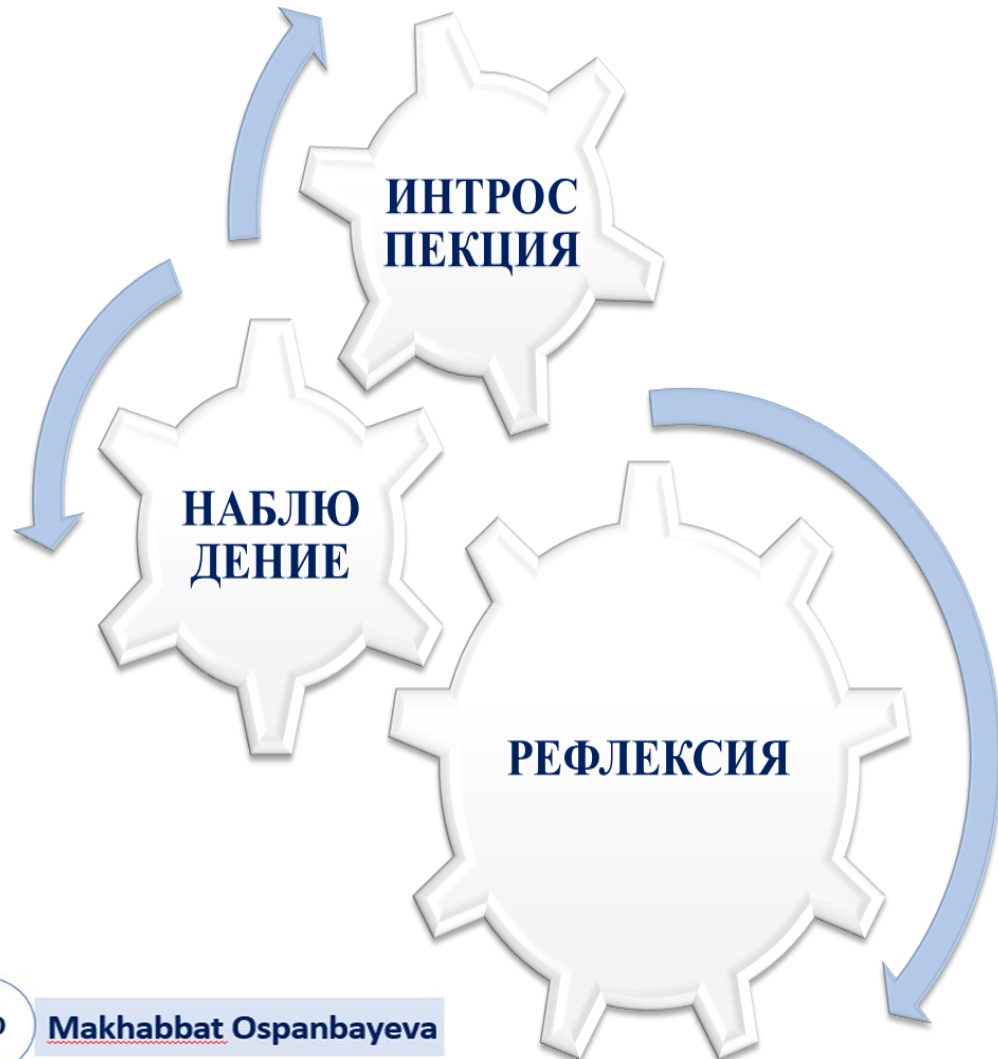 ИНТРОС
ПЕКЦИЯ
НАБЛЮ
ДЕНИЕ
РЕФЛЕКСИЯ
Makhabbat Ospanbayeva